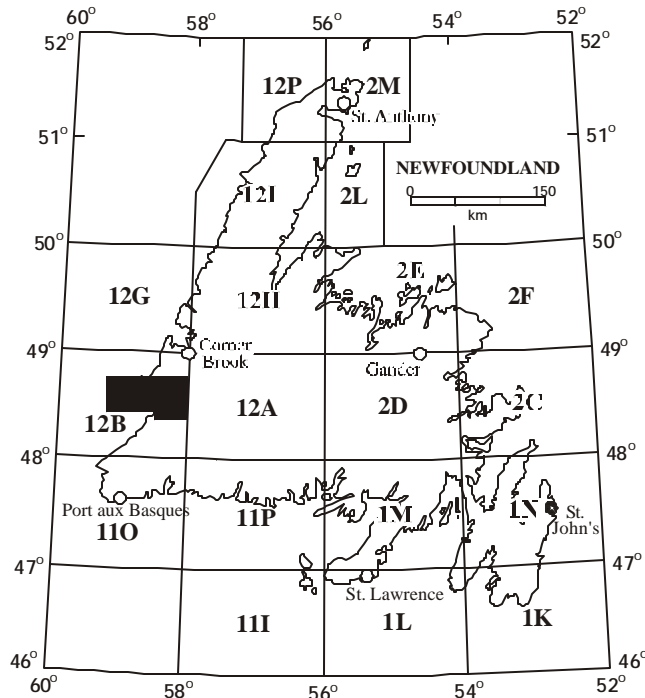 60° 58° 56° 54° 52°
52° 52°
12P 2M
St. Anthony
51° 51°
NEWFOUNDLAND
12I 2L
0 150
km
50° 50°
12G 12H 2E 2F
49° 49°
Corner
Brook
Gander
12A 2D 2C
12B
48° 48°
Port aux Basques
11O 11P 1M 1N St.
John's
47° 47°
St. Lawrence
11I 1L 1K
46° 46°
58° 56° 54° 52°